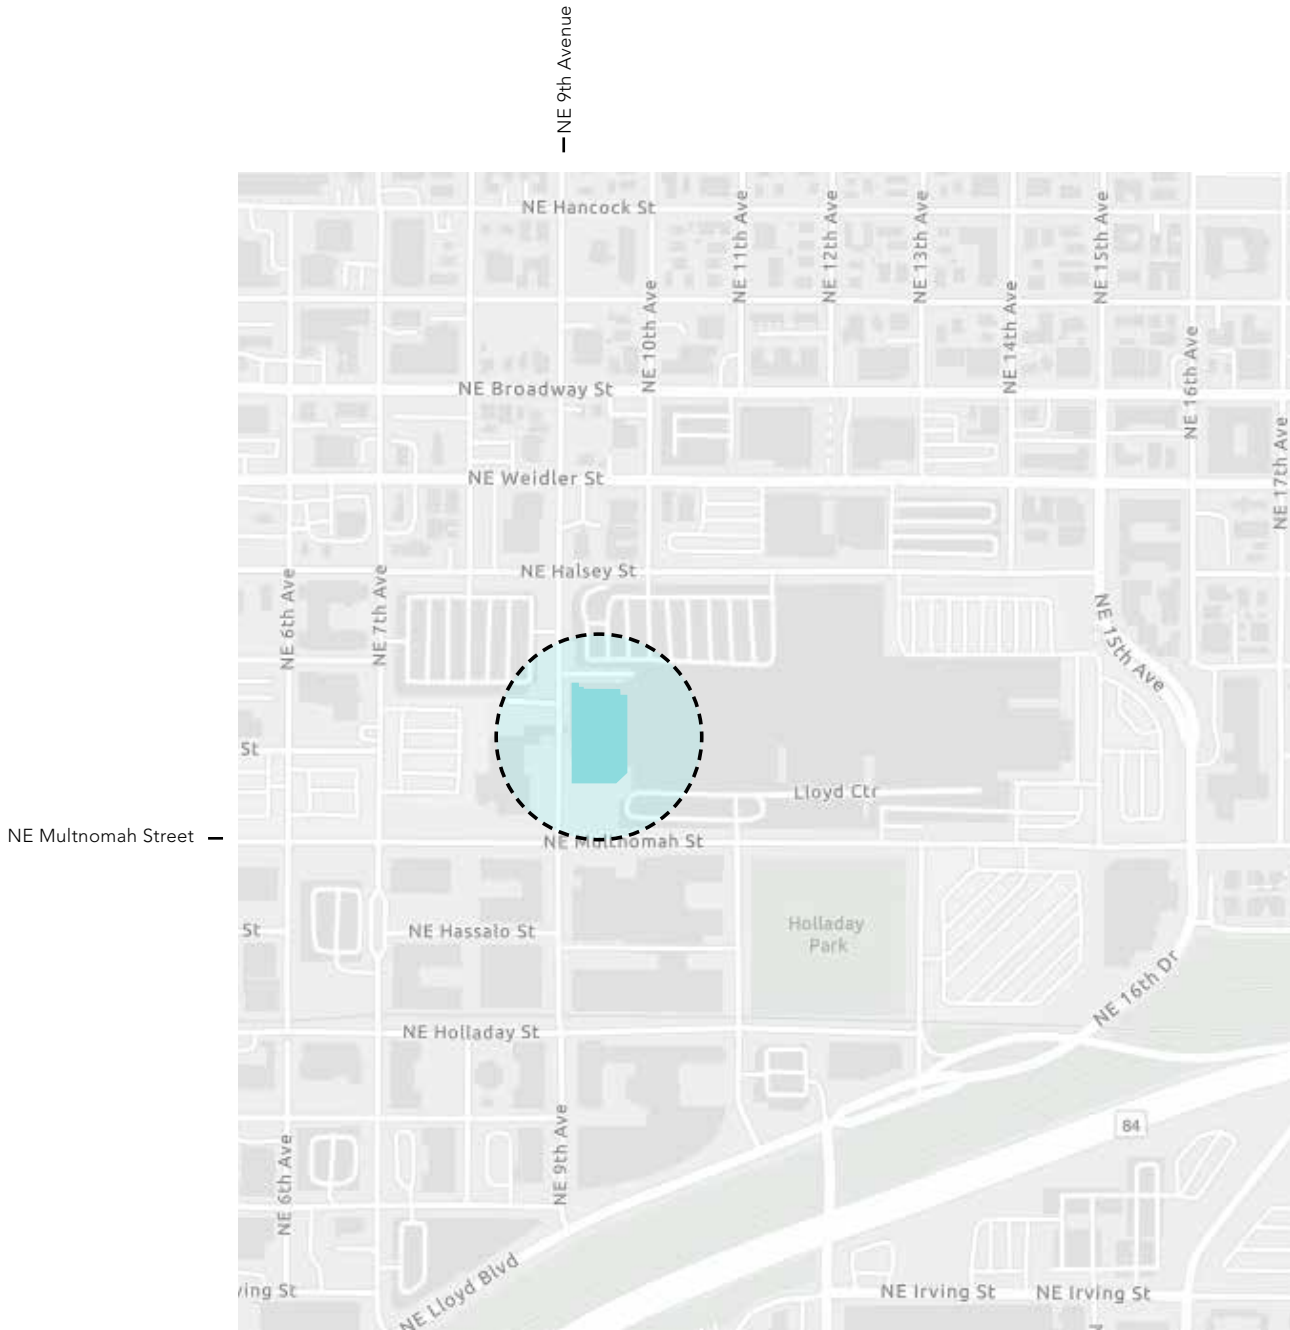 NE 9th Avenue
NE Hancock St
NE 11th Ave
NE 12th Ave
NE 13th Ave
NE 15th Ave
NE 10th Ave
NE 14th Ave
NE 16th Ave
NE Broadway St
NE 17th Ave
NE Weidler St
NE Halsey St
NE 6th Ave
NE 7th Ave
NE 15th Ave
St
Lloyd Ctr
NE Multnomah Street
NE Multnomah St
Holladay
Park
St
NE Hassalo St
NE 16th Dr
NE Holladay St
84
NE 6th Ave
NE 9th Ave
NE Lloyd Blvd
ving St
NE Irving St
NE Irving St